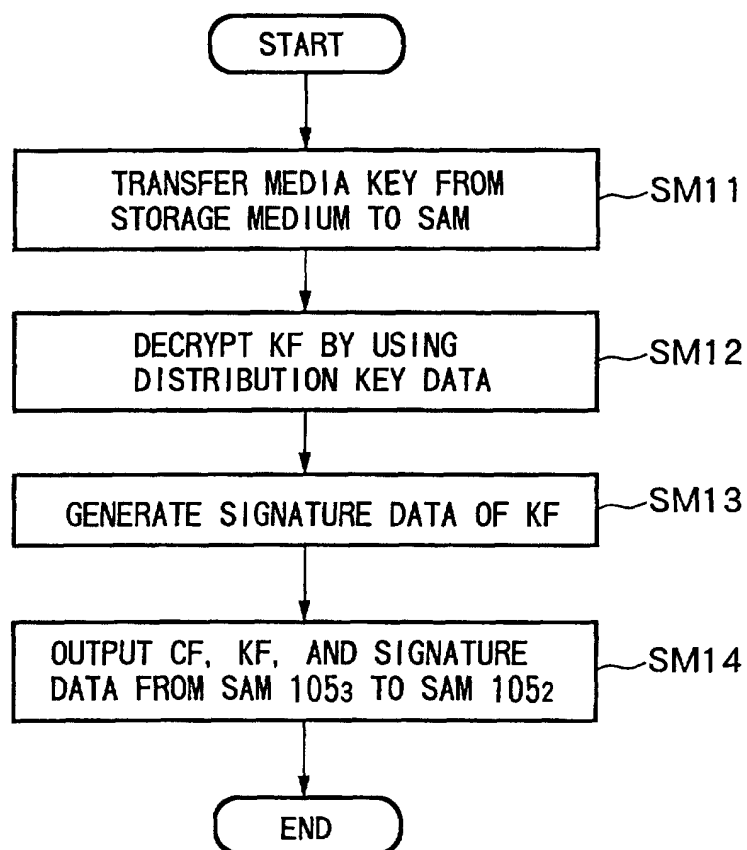 START
TRANSFER MEDIA KEY FROM
STORAGE MEDIUM TO SAM
SM11
DECRYPT KF BY USING
DISTRIBUTION KEY DATA
SM12
GENERATE SIGNATURE DATA OF KF
SM13
OUTPUT CF, KF, AND SIGNATURE
DATA FROM SAM 105₃ TO SAM 105₂
SM14
END